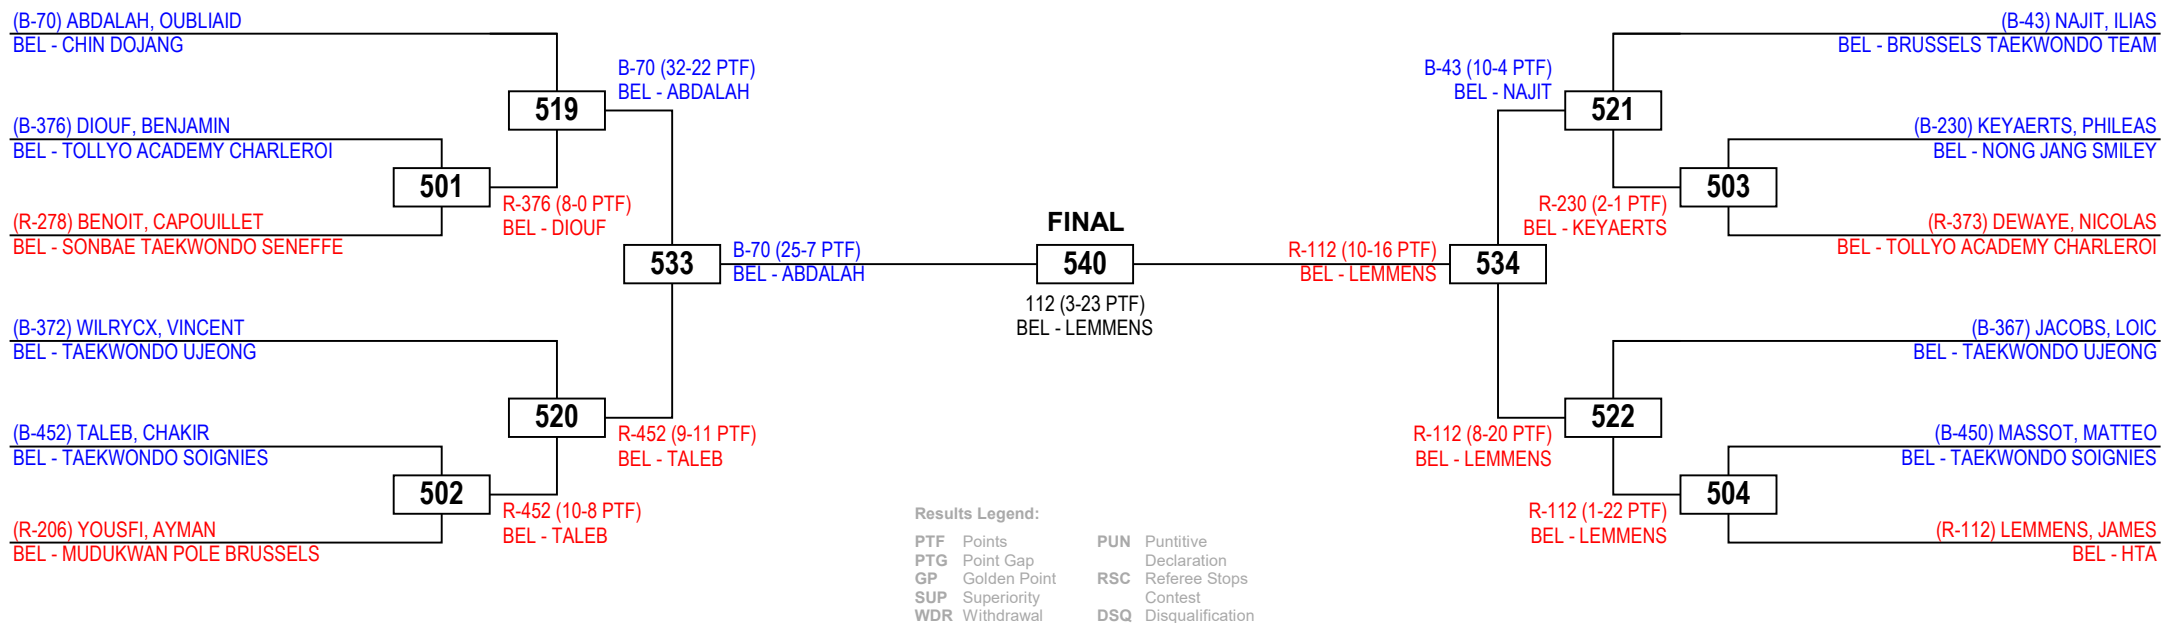 (B-70) ABDALAH, OUBLIAID
BEL - CHIN DOJANG
(B-376) DIOUF, BENJAMIN
BEL - TOLLYO ACADEMY CHARLEROI
(R-278) BENOIT, CAPOUILLET
BEL - SONBAE TAEKWONDO SENEFFE
(B-372) WILRYCX, VINCENT
BEL - TAEKWONDO UJEONG
(B-452) TALEB, CHAKIR
BEL - TAEKWONDO SOIGNIES
(R-206) YOUSFI, AYMAN
BEL - MUDUKWAN POLE BRUSSELS
501
R-376 (8-0 PTF)
BEL - DIOUF
502
R-452 (10-8 PTF)
BEL - TALEB
519
B-70 (32-22 PTF)
BEL - ABDALAH
520
R-452 (9-11 PTF)
BEL - TALEB
533
B-70 (25-7 PTF)
BEL - ABDALAH
FINAL
540
112 (3-23 PTF)
BEL - LEMMENS
R-112 (10-16 PTF)
BEL - LEMMENS
534
B-43 (10-4 PTF)
BEL - NAJIT
521
R-112 (8-20 PTF)
BEL - LEMMENS
522
R-230 (2-1 PTF)
BEL - KEYAERTS
503
R-112 (1-22 PTF)
BEL - LEMMENS
504
(B-43) NAJIT, ILIAS
BEL - BRUSSELS TAEKWONDO TEAM
(B-230) KEYAERTS, PHILEAS
BEL - NONG JANG SMILEY
(R-373) DEWAYE, NICOLAS
BEL - TOLLYO ACADEMY CHARLEROI
(B-367) JACOBS, LOIC
BEL - TAEKWONDO UJEONG
(B-450) MASSOT, MATTEO
BEL - TAEKWONDO SOIGNIES
(R-112) LEMMENS, JAMES
BEL - HTA
Results Legend:
PTF Points
PTG Point Gap
GP Golden Point
SUP Superiority
WDR Withdrawal
PUN Puntitive
Declaration
RSC Referee Stops
Contest
DSQ Disqualification